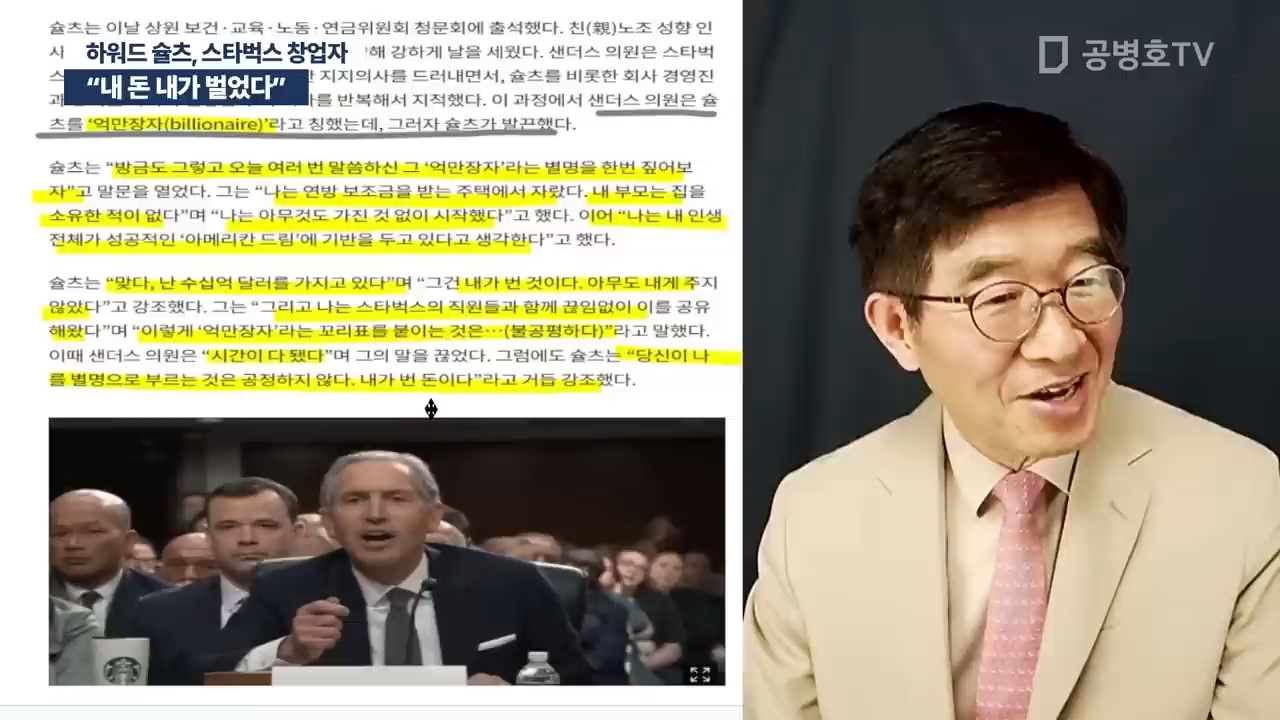 슐츠는 이날 상원 보건·교육·노동·연금위원회 청문회에 출석했다. 친(親)노조 성향 인
사
하워드 슐츠, 스타벅스 창업자
해 강하게 날을 세웠다. 샌더스 의원은 스타벅
스
“내 돈 내가 벌었다”
지지의사를 드러내면서, 슐츠를 비롯한 회사 경영진
를 반복해서 지적했다. 이 과정에서 샌더스 의원은 슐
츠를 ‘억만장자(billionaire)’라고 칭했는데, 그러자 슐츠가 발끈했다.
슐츠는 “방금도 그렇고 오늘 여러 번 말씀하신 그 ‘억만장자’라는 별명을 한번 짚어보
자”고 말문을 열었다. 그는 “나는 연방 보조금을 받는 주택에서 자랐다. 내 부모는 집을
소유한 적이 없다”며 “나는 아무것도 가진 것 없이 시작했다”고 했다. 이어 “나는 내 인생
전체가 성공적인 ‘아메리칸 드림’에 기반을 두고 있다고 생각한다”고 했다.
슐츠는 “맞다, 난 수십억 달러를 가지고 있다”며 “그건 내가 번 것이다. 아무도 내게 주지
않았다”고 강조했다. 그는 “그리고 나는 스타벅스의 직원들과 함께 끊임없이 이를 공유
해왔다”며 “이렇게 ‘억만장자’라는 꼬리표를 붙이는 것은…(불공평하다)”라고 말했다.
이때 샌더스 의원은 “시간이 다 됐다”며 그의 말을 끊었다. 그럼에도 슐츠는 “당신이 나
를 별명으로 부르는 것은 공정하지 않다. 내가 번 돈이다”라고 거듭 강조했다.
공병호TV